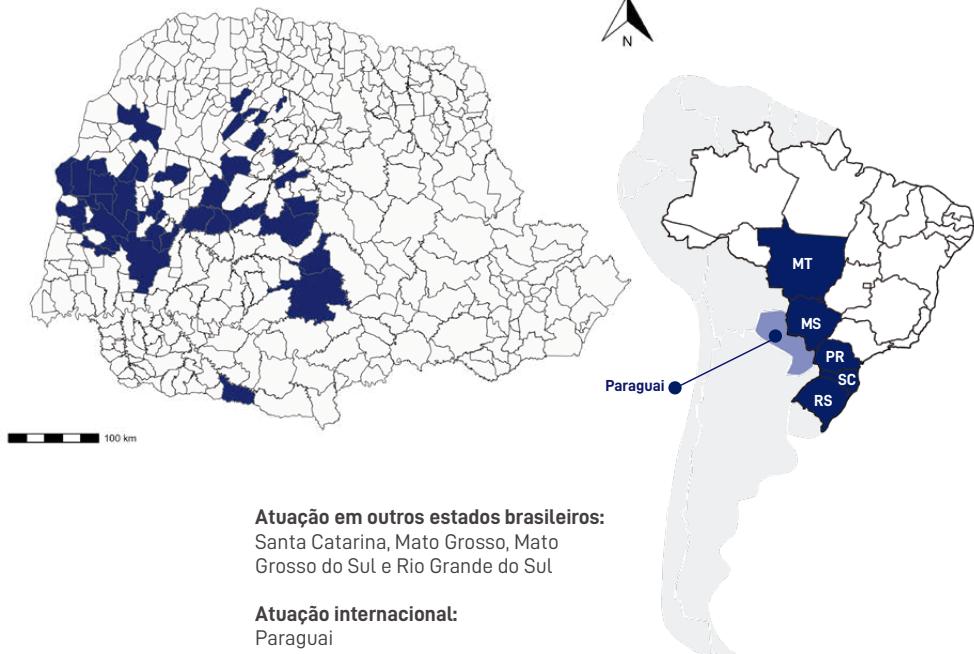 N
MT
MS
PR
SC
RS
Paraguai
100 km
Atuação em outros estados brasileiros:
Santa Catarina, Mato Grosso, Mato
Grosso do Sul e Rio Grande do Sul
Atuação internacional:
Paraguai